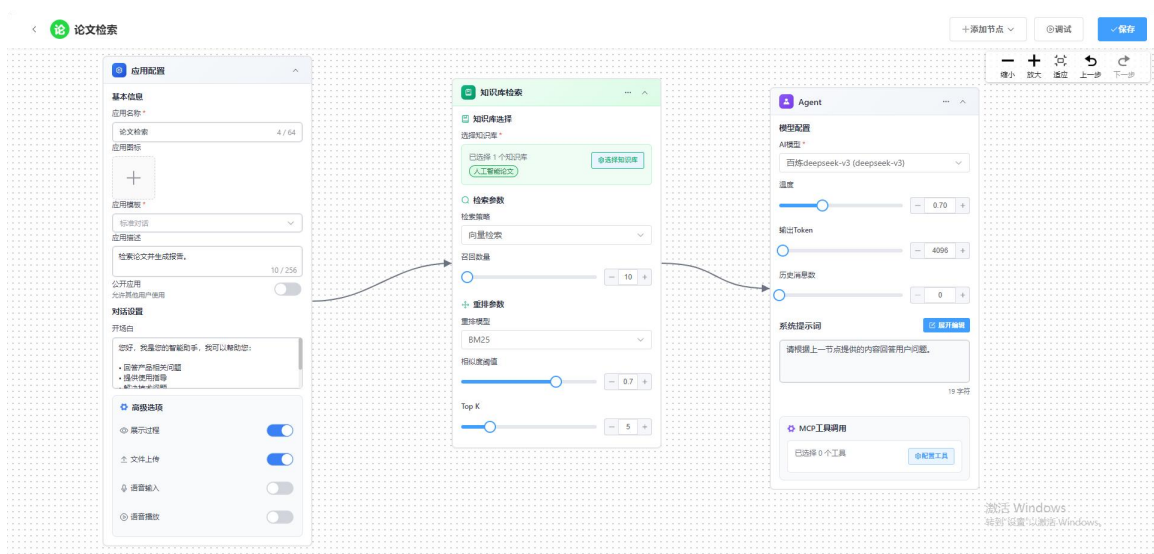 论 论文检索
+添加节点
调试
保存
缩小 放大 适应 上一步 下一步
应用配置
基本信息
应用名称 *
论文检索 4 / 64
应用图标
应用模板 *
标准对话
应用描述
检索论文并生成报告。
10 / 256
公开应用
允许其他用户使用
对话设置
开场白
您好，我是您的智能助手，我可以帮助您：
• 回答产品相关问题
• 提供使用指导
• 解决技术问题
高级选项
展示过程
文件上传
语音输入
语音播放
知识库检索
知识库选择
选择知识库 *
已选择 1 个知识库
选择知识库
人工智能论文
检索参数
检索策略
向量检索
召回数量
10
重排参数
重排模型
BM25
相似度阈值
0.7
Top K
5
Agent
模型配置
AI模型 *
百炼deepseek-v3 (deepseek-v3)
温度
0.70
输出Token
4096
历史消息数
0
系统提示词
展开编辑
请根据上一节点提供的内容回答用户问题。
19 字符
MCP工具调用
已选择 0 个工具
配置工具
激活 Windows
转到"设置"以激活 Windows。